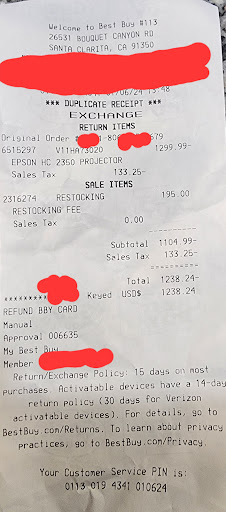 Welcome to Best Buy #113
26531 BOUQUET CANYON RD
SANTA CLARITA, CA 91350
/06/24 13:48
*** DUPLICATE RECEIPT ***
EXCHANGE
RETURN ITEMS
Original Order 579
6515297 V11HA73020 1299.99-
EPSON HC 2350 PROJECTOR
Sales Tax 133.25-
SALE ITEMS
2316274 RESTOCKING 195.00
RESTOCKING FEE
Sales Tax 0.00
----------
Subtotal 1104.99-
Sales Tax 133.25-
---------
Total 1238.24-
********* Keyed USD$ 1238.24
REFUND BBY CARD
Manual
Approval 006635
My Best Buy
Member
Return/Exchange Policy: 15 days on most
purchases. Activatable devices have a 14-day
return policy (30 days for Verizon
activatable devices). For details, go to
BestBuy.com/Returns. To learn about privacy
practices, go to BestBuy.com/Privacy.
Your Customer Service PIN is:
0113 019 4341 010624